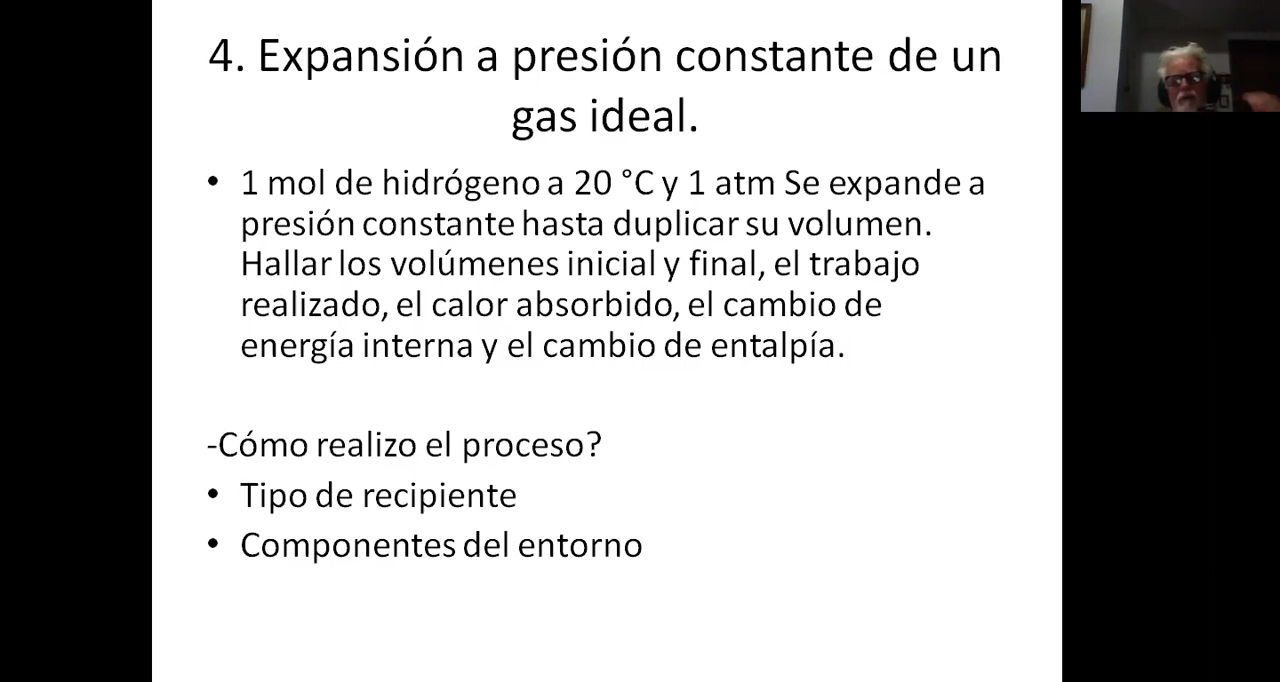 4. Expansión a presión constante de un
gas ideal.
• 1 mol de hidrógeno a 20 °C y 1 atm Se expande a
presión constante hasta duplicar su volumen.
Hallar los volúmenes inicial y final, el trabajo
realizado, el calor absorbido, el cambio de
energía interna y el cambio de entalpía.
-Cómo realizo el proceso?
• Tipo de recipiente
• Componentes del entorno